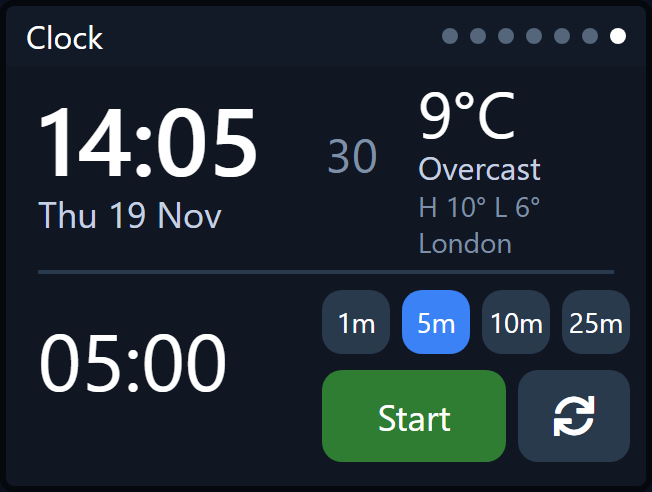 Clock
14:05
30
Thu 19 Nov
9°C
Overcast
H 10° L 6°
London
05:00
1m
5m
10m
25m
Start